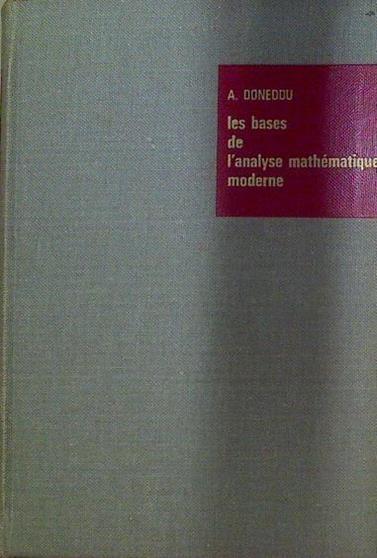 A. DONEDDU
les bases
de
l'analyse mathématique
moderne